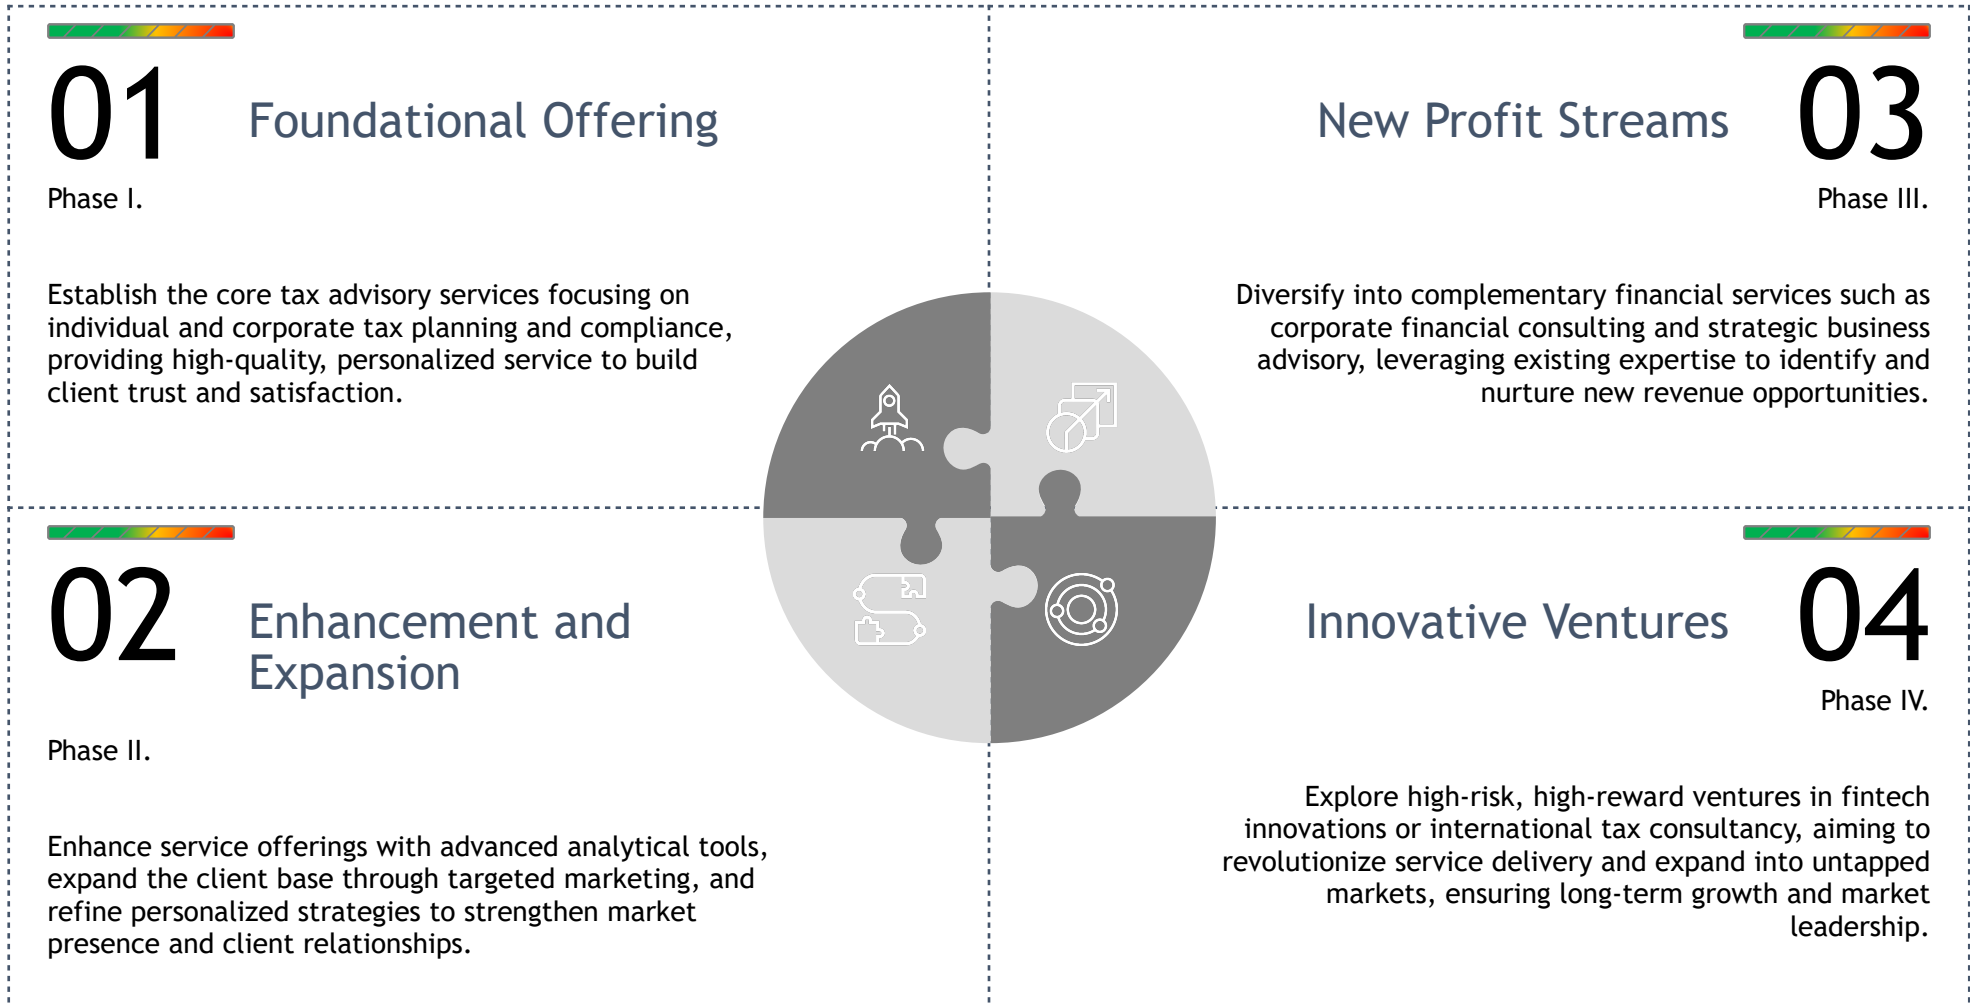 01
Foundational Offering
Phase I.
Establish the core tax advisory services focusing on
individual and corporate tax planning and compliance,
providing high-quality, personalized service to build
client trust and satisfaction.
02
Enhancement and
Expansion
Phase II.
Enhance service offerings with advanced analytical tools,
expand the client base through targeted marketing, and
refine personalized strategies to strengthen market
presence and client relationships.
New Profit Streams
03
Phase III.
Diversify into complementary financial services such as
corporate financial consulting and strategic business
advisory, leveraging existing expertise to identify and
nurture new revenue opportunities.
Innovative Ventures
04
Phase IV.
Explore high-risk, high-reward ventures in fintech
innovations or international tax consultancy, aiming to
revolutionize service delivery and expand into untapped
markets, ensuring long-term growth and market
leadership.